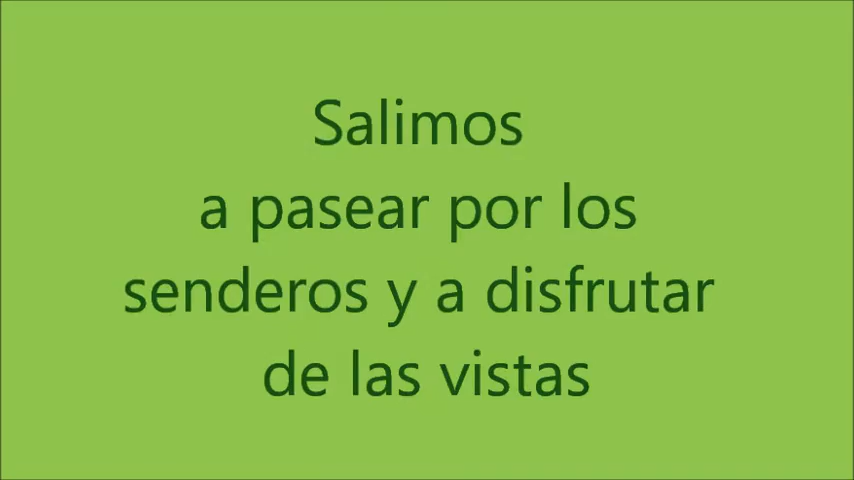 Salimos
a pasear por los
senderos y a disfrutar
de las vistas